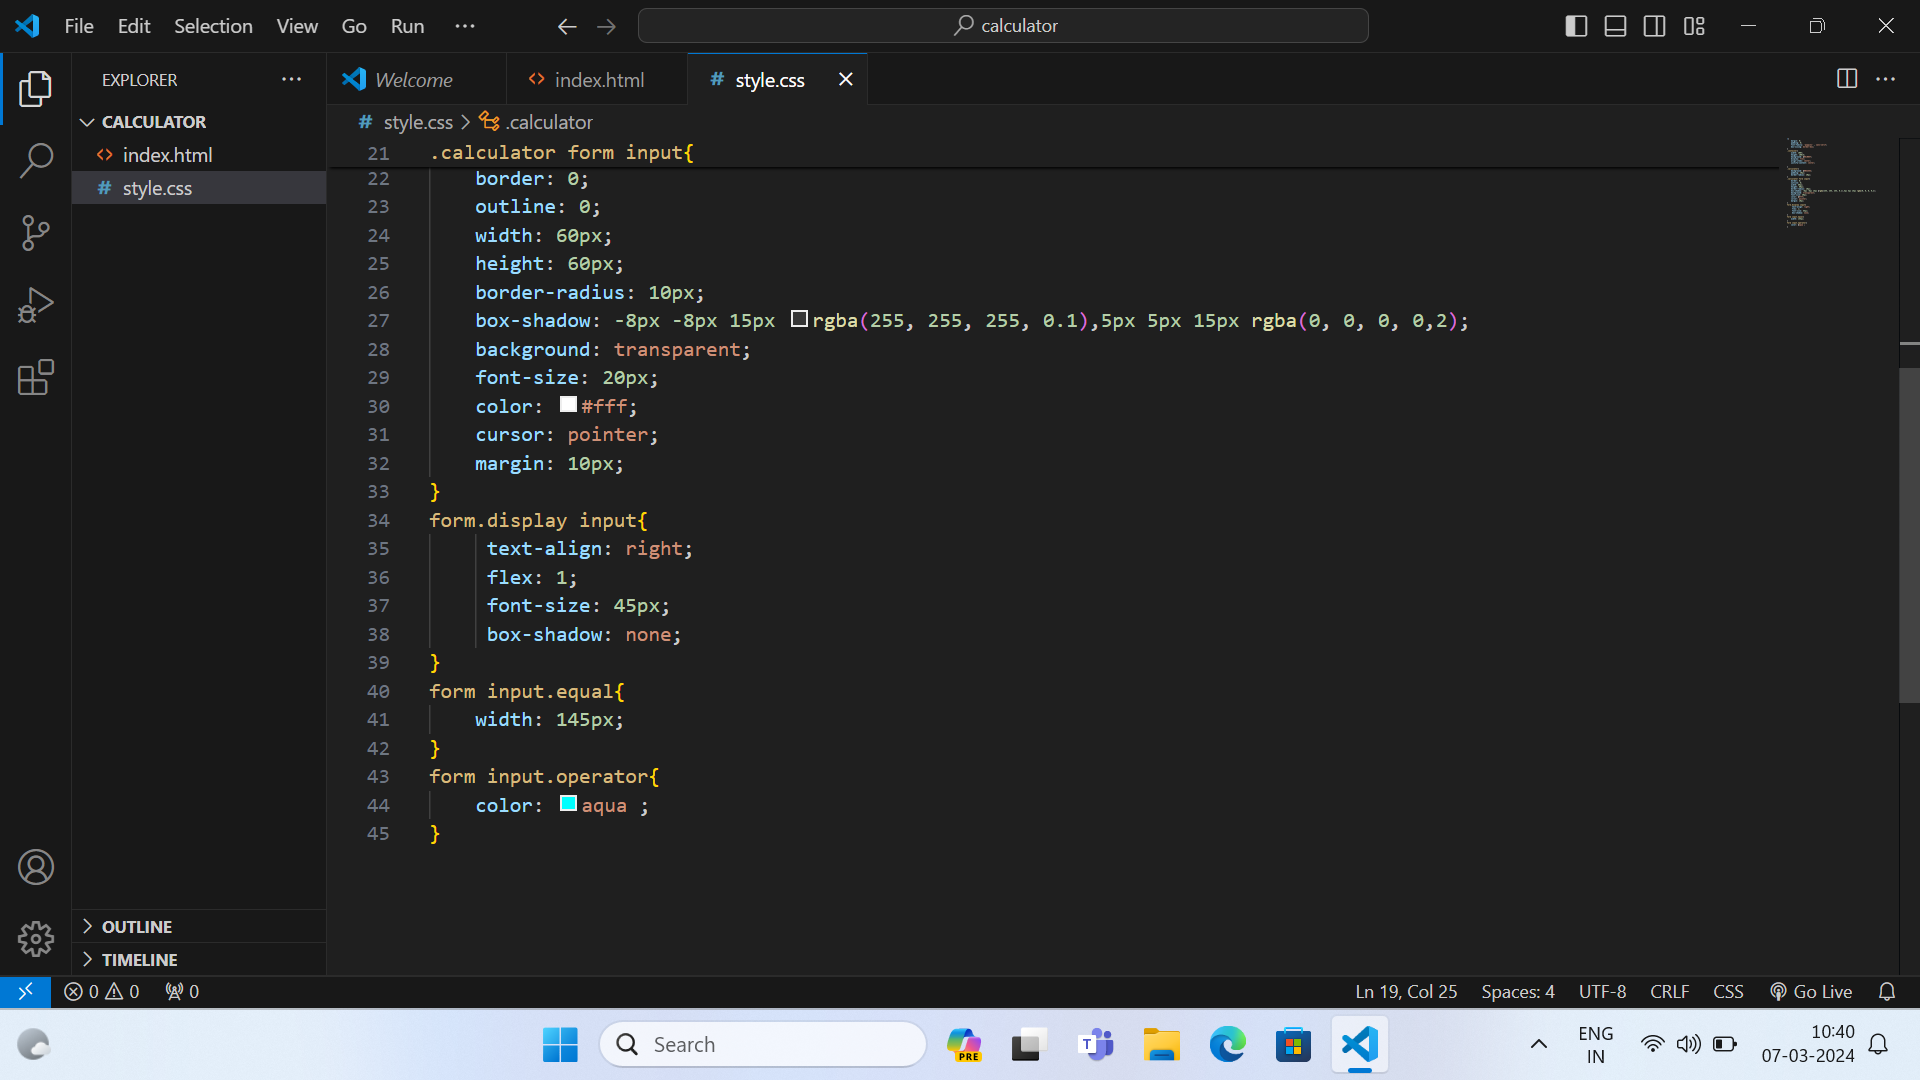 File Edit Selection View Go Run ···
calculator
EXPLORER ···
CALCULATOR
index.html
style.css
OUTLINE
TIMELINE
Welcome index.html # style.css
# style.css > .calculator
21 .calculator form input{
22 border: 0;
23 outline: 0;
24 width: 60px;
25 height: 60px;
26 border-radius: 10px;
27 box-shadow: -8px -8px 15px rgba(255, 255, 255, 0.1),5px 5px 15px rgba(0, 0, 0, 0,2);
28 background: transparent;
29 font-size: 20px;
30 color: #fff;
31 cursor: pointer;
32 margin: 10px;
33 }
34 form.display input{
35 text-align: right;
36 flex: 1;
37 font-size: 45px;
38 box-shadow: none;
39 }
40 form input.equal{
41 width: 145px;
42 }
43 form input.operator{
44 color: aqua ;
45 }
0 0 0 Ln 19, Col 25 Spaces: 4 UTF-8 CRLF CSS Go Live
Search PRE T ENG IN 10:40 07-03-2024